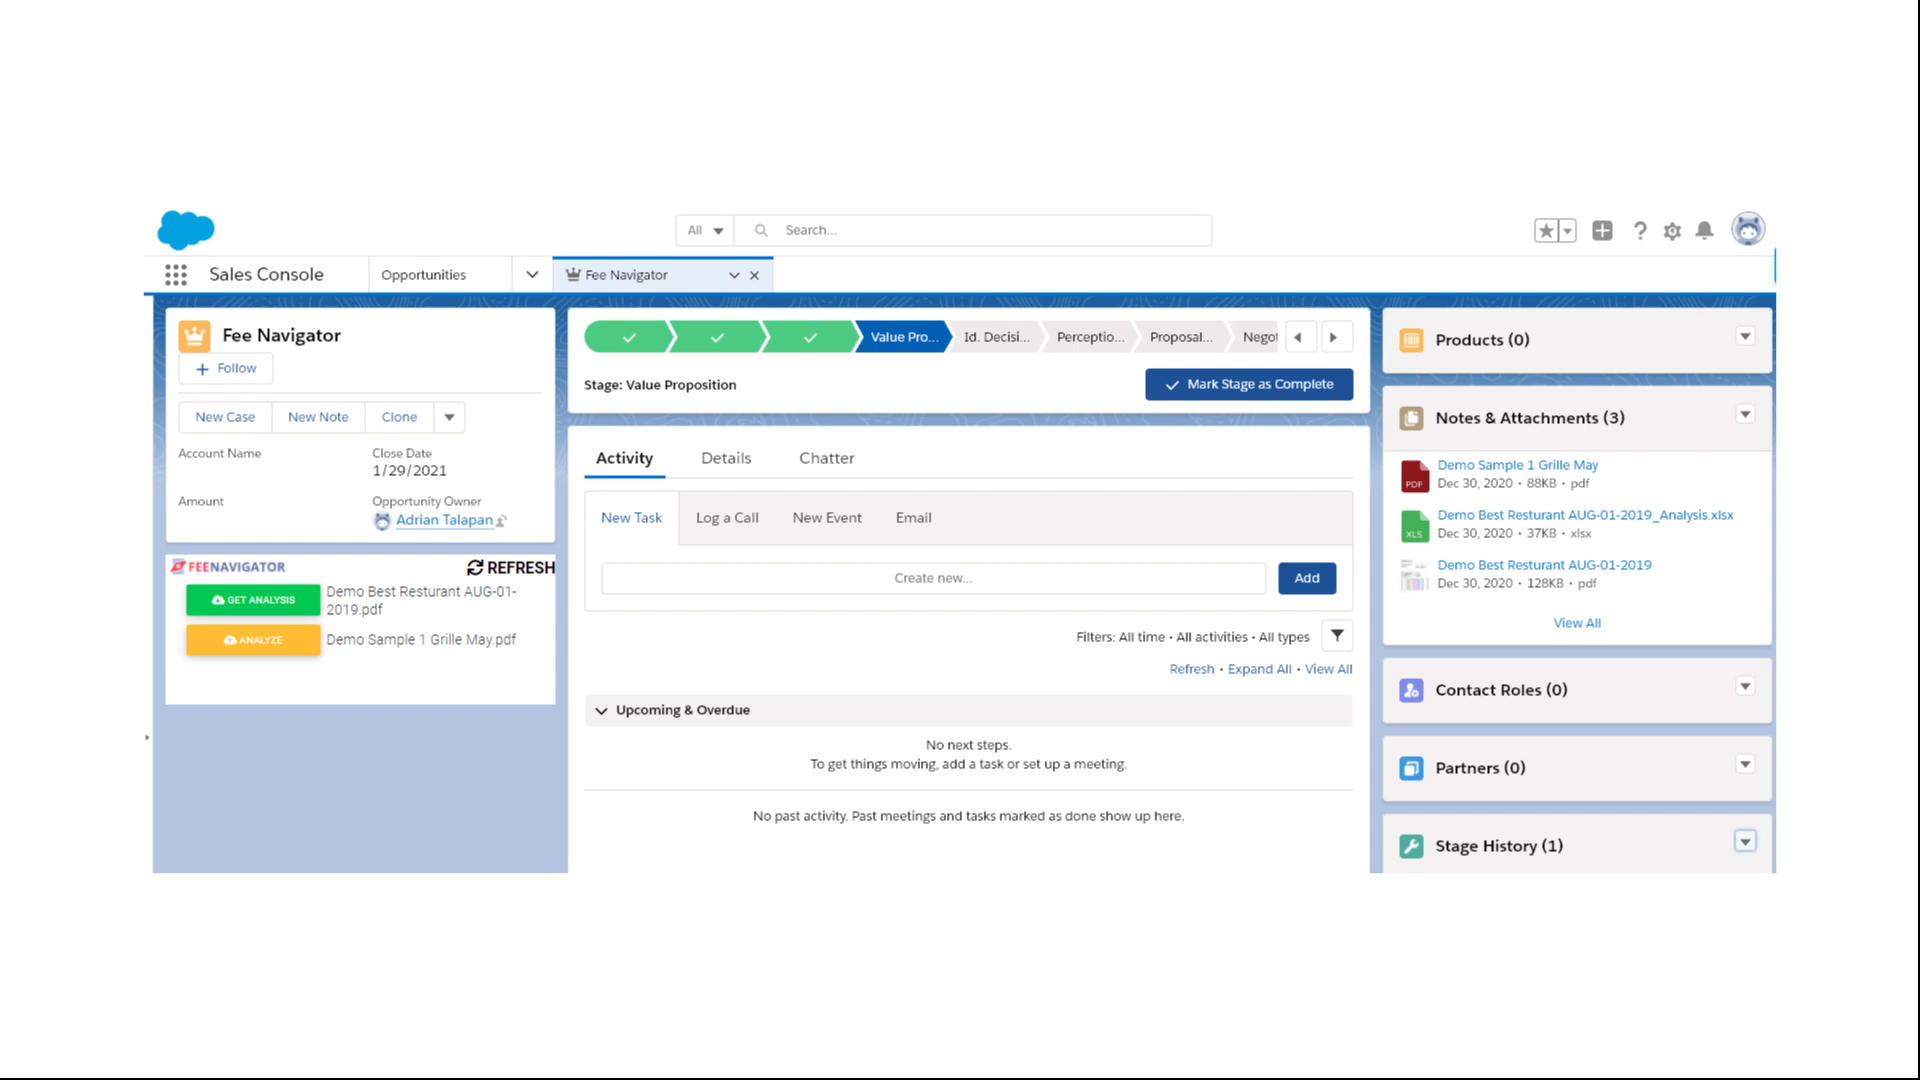 All
Search...
Sales Console
Opportunities
Fee Navigator
Fee Navigator
Follow
New Case
New Note
Clone
Account Name
Close Date
1/29/2021
Amount
Opportunity Owner
Adrian Talapan
FEENAVIGATOR
REFRESH
GET ANALYSIS
Demo Best Resturant AUG-01-
2019.pdf
ANALYZE
Demo Sample 1 Grille May.pdf
Value Pro...
Id. Decisi...
Perceptio...
Proposal...
Negot
Stage: Value Proposition
Mark Stage as Complete
Activity
Details
Chatter
New Task
Log a Call
New Event
Email
Create new...
Add
Filters: All time • All activities • All types
Refresh • Expand All • View All
Upcoming & Overdue
No next steps.
To get things moving, add a task or set up a meeting.
No past activity. Past meetings and tasks marked as done show up here.
Products (0)
Notes & Attachments (3)
PDF
Demo Sample 1 Grille May
Dec 30, 2020 • 88KB • pdf
XLS
Demo Best Resturant AUG-01-2019_Analysis.xlsx
Dec 30, 2020 • 37KB • xlsx
Demo Best Resturant AUG-01-2019
Dec 30, 2020 • 128KB • pdf
View All
Contact Roles (0)
Partners (0)
Stage History (1)